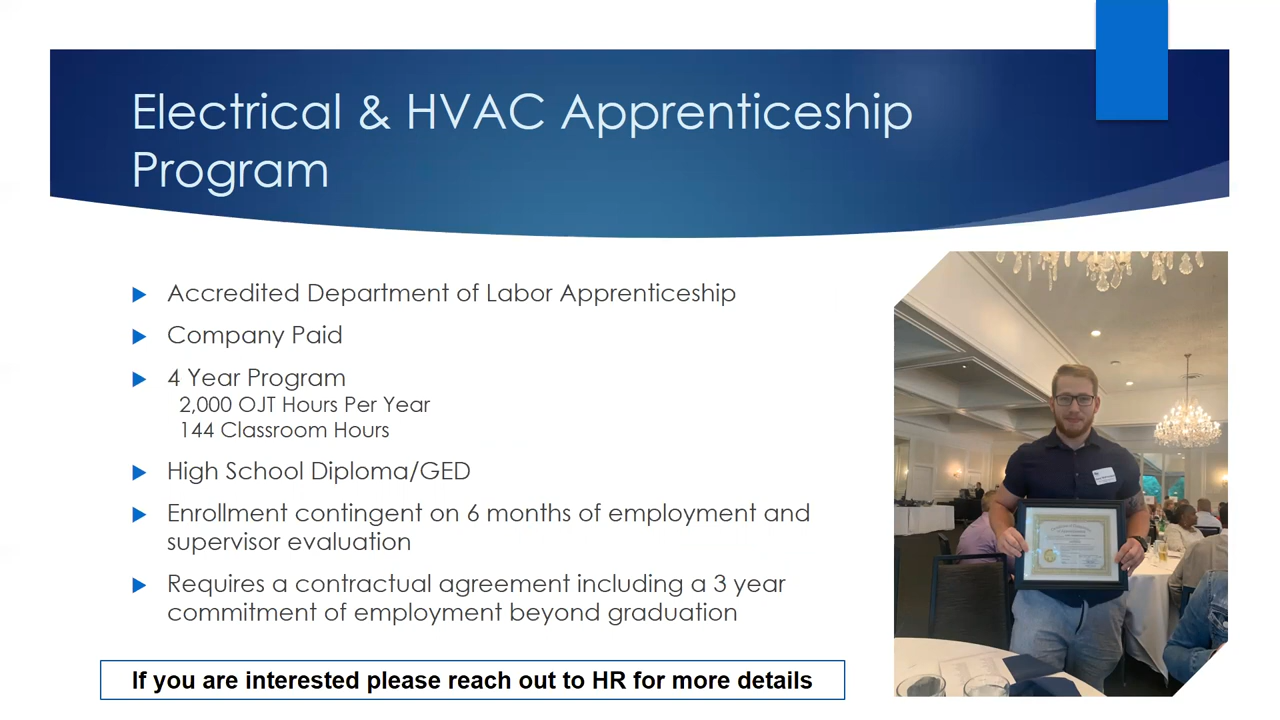 Electrical & HVAC Apprenticeship
Program
Accredited Department of Labor Apprenticeship
Company Paid
4 Year Program
2,000 OJT Hours Per Year
144 Classroom Hours
High School Diploma/GED
Enrollment contingent on 6 months of employment and
supervisor evaluation
Requires a contractual agreement including a 3 year
commitment of employment beyond graduation
If you are interested please reach out to HR for more details